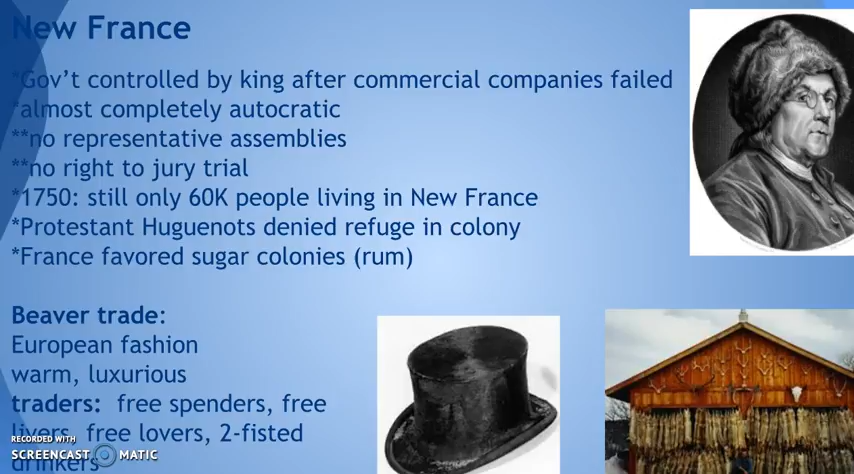 New France
*Gov't controlled by king after commercial companies failed
*almost completely autocratic
**no representative assemblies
**no right to jury trial
*1750: still only 60K people living in New France
*Protestant Huguenots denied refuge in colony
*France favored sugar colonies (rum)
Beaver trade:
European fashion
warm, luxurious
traders: free spenders, free
livers, free lovers, 2-fisted
drinkers
RECORDED WITH
SCREENCAST MATIC